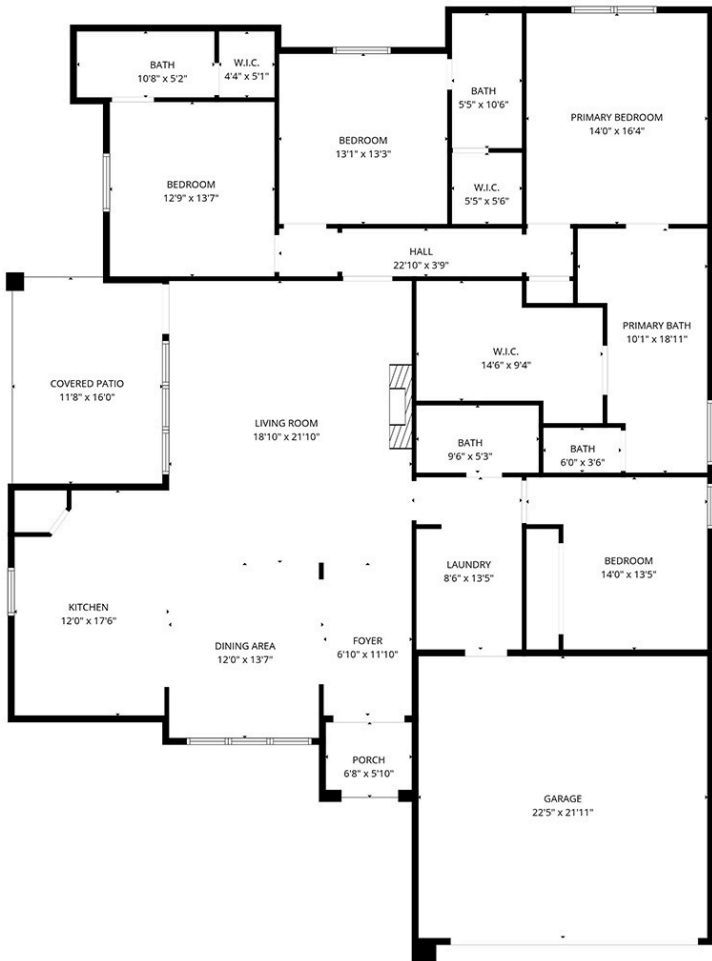 BATH
10'8" x 5'2"
W.I.C.
4'4" x 5'1"
BATH
5'5" x 10'6"
PRIMARY BEDROOM
14'0" x 16'4"
BEDROOM
13'1" x 13'3"
BEDROOM
12'9" x 13'7"
W.I.C.
5'5" x 5'6"
HALL
22'10" x 3'9"
PRIMARY BATH
10'1" x 18'11"
W.I.C.
14'6" x 9'4"
COVERED PATIO
11'8" x 16'0"
LIVING ROOM
18'10" x 21'10"
BATH
9'6" x 5'3"
BATH
6'0" x 3'6"
LAUNDRY
8'6" x 13'5"
BEDROOM
14'0" x 13'5"
KITCHEN
12'0" x 17'6"
DINING AREA
12'0" x 13'7"
FOYER
6'10" x 11'10"
PORCH
6'8" x 5'10"
GARAGE
22'5" x 21'11"